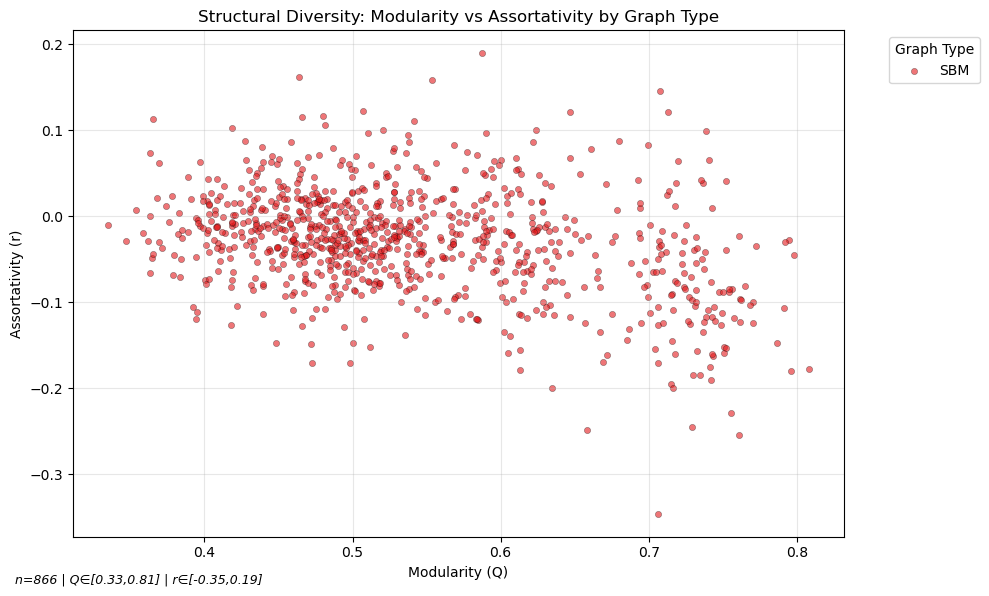 Structural Diversity: Modularity vs Assortativity by Graph Type
Graph Type
SBM
0.2
0.1
0.0
−0.1
−0.2
−0.3
Assortativity (r)
0.4 0.5 0.6 0.7 0.8
Modularity (Q)
n=866 | Q∈[0.33,0.81] | r∈[-0.35,0.19]